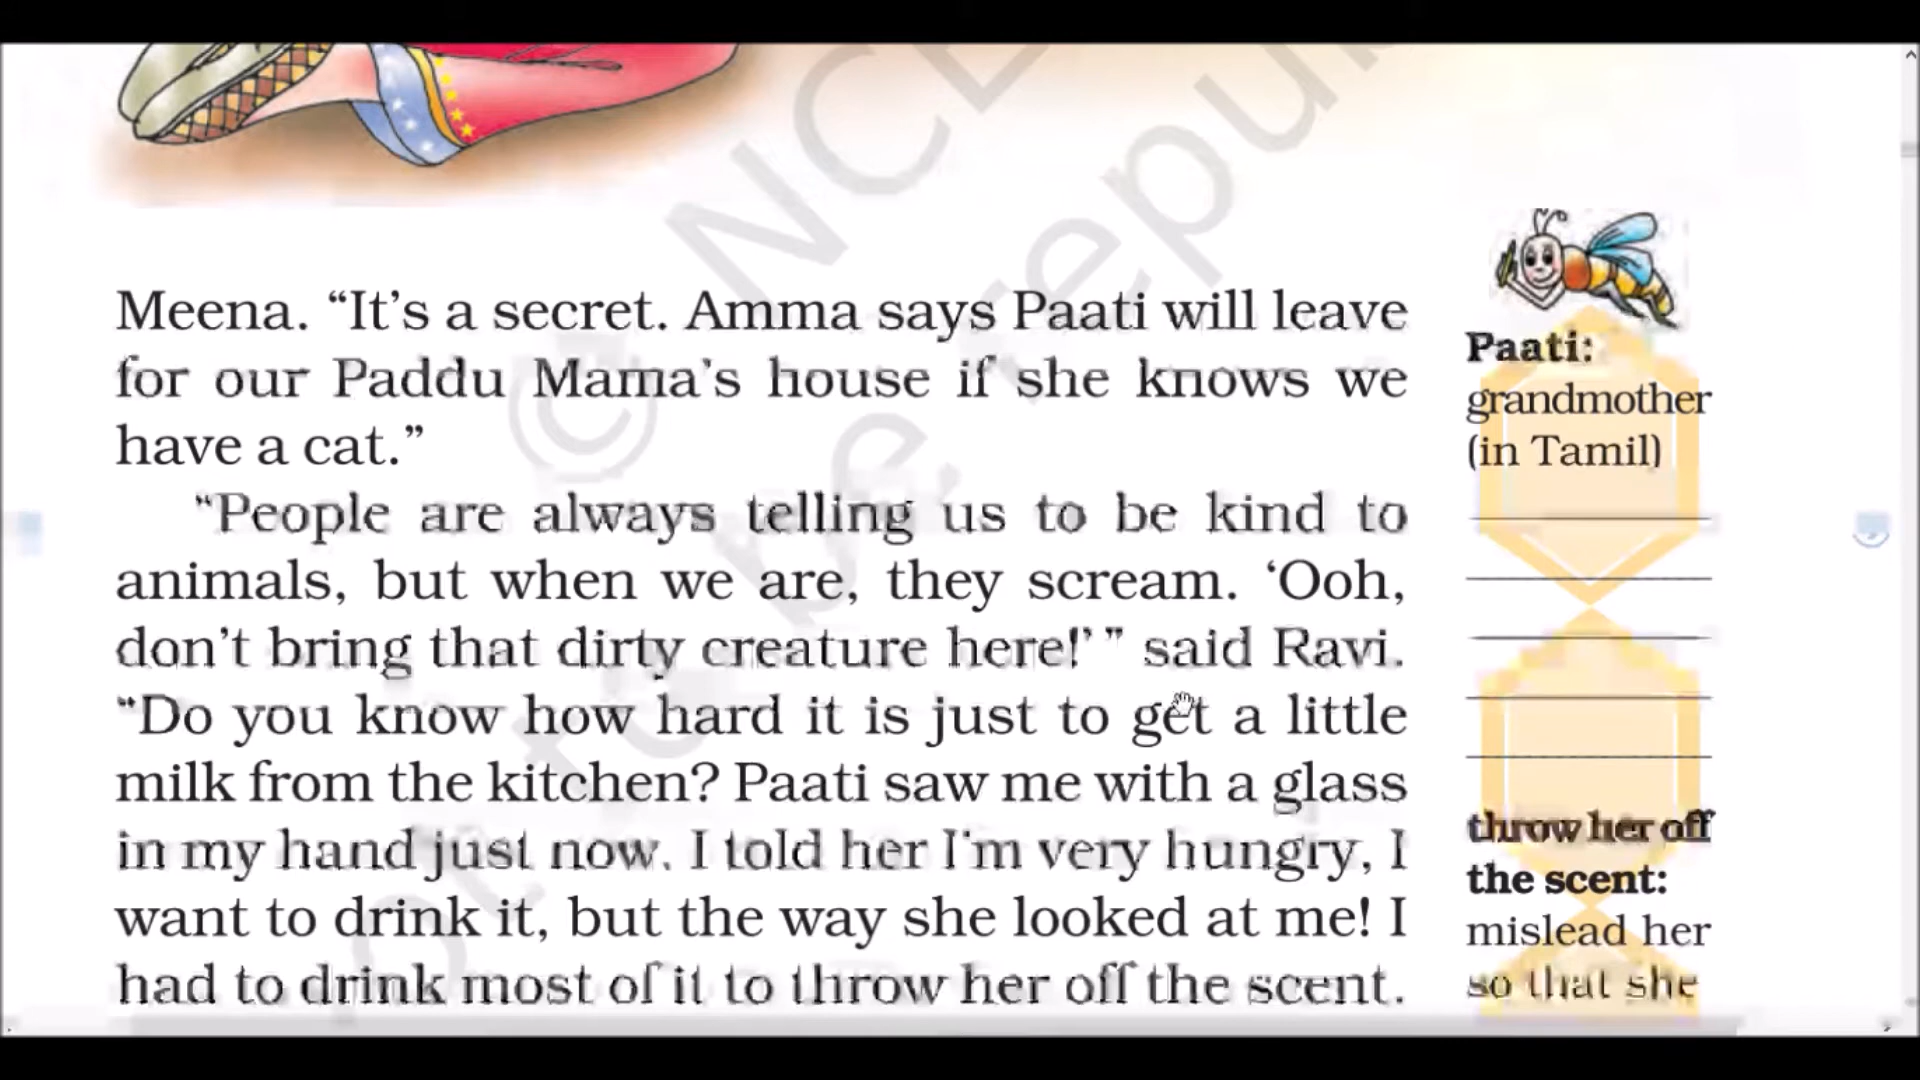 Meena. “It’s a secret. Amma says Paati will leave
for our Paddu Mama’s house if she knows we
have a cat.”
“People are always telling us to be kind to
animals, but when we are, they scream. ‘Ooh,
don’t bring that dirty creature here!’ ” said Ravi.
“Do you know how hard it is just to get a little
milk from the kitchen? Paati saw me with a glass
in my hand just now. I told her I’m very hungry, I
want to drink it, but the way she looked at me! I
had to drink most of it to throw her off the scent.
Paati:
grandmother
(in Tamil)
throw her off
the scent:
mislead her
so that she
© NCE
not to be republ